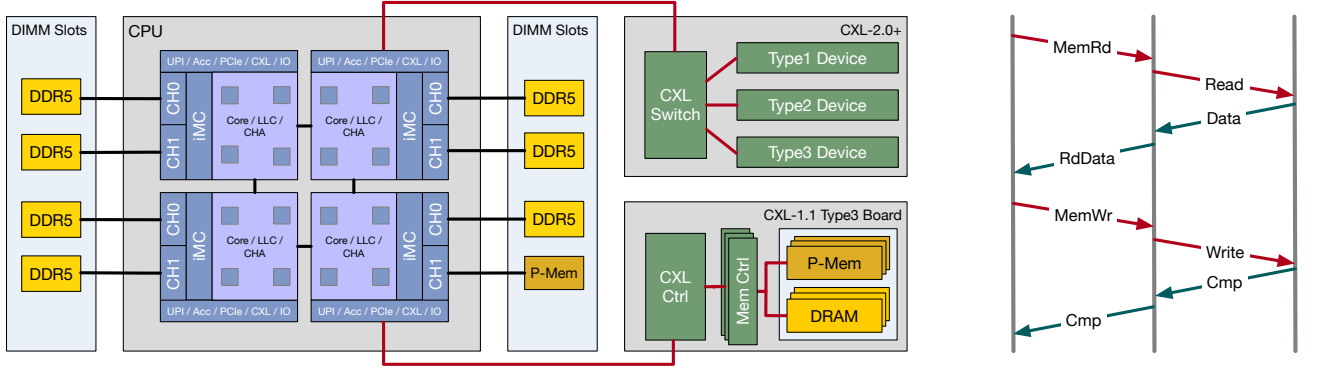 DIMM Slots
DDR5
DDR5
DDR5
DDR5
CPU
UPI / Acc / PCIe / CXL / IO
CH0
CH1
iMC
Core / LLC /
CHA
UPI / Acc / PCIe / CXL / IO
Core / LLC /
CHA
iMC
CH0
CH1
CH0
CH1
iMC
Core / LLC /
CHA
UPI / Acc / PCIe / CXL / IO
Core / LLC /
CHA
iMC
CH0
CH1
UPI / Acc / PCIe / CXL / IO
DIMM Slots
DDR5
DDR5
DDR5
P-Mem
CXL-2.0+
CXL
Switch
Type1 Device
Type2 Device
Type3 Device
CXL-1.1 Type3 Board
CXL
Ctrl
Mem Ctrl
P-Mem
DRAM
MemRd
Read
Data
RdData
MemWr
Write
Cmp
Cmp